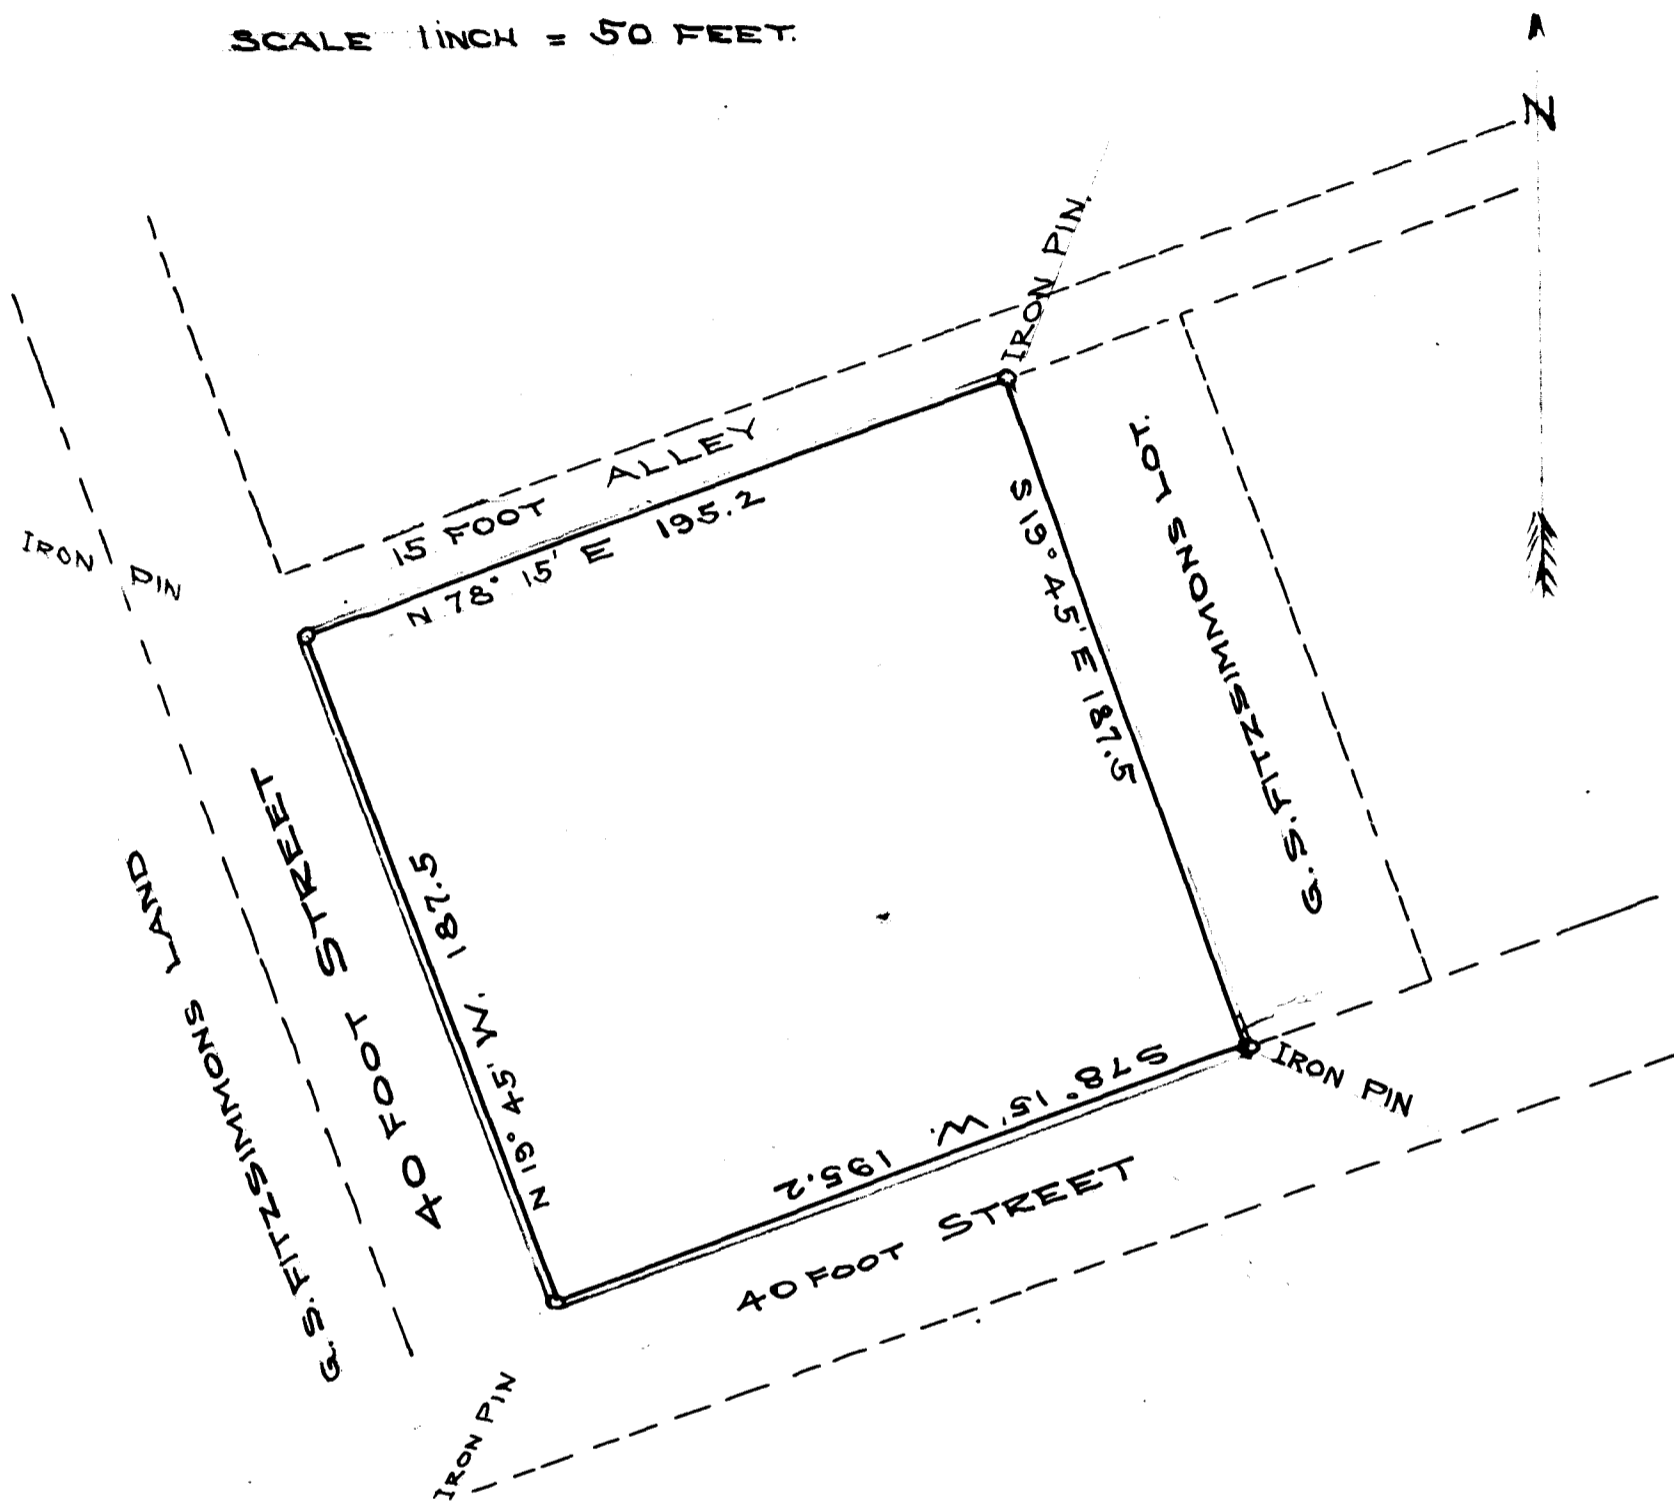 SCALE 1 INCH = 50 FEET.
N
IRON PIN.
15 FOOT ALLEY
N 78° 15' E 195.2
IRON PIN
S 19° 45' E 187.5
G.S. FITZSIMMONS LOT.
40 FOOT STREET
G.S. FITZSIMMONS LAND
N 19° 45' W. 187.5
S 78° 15' W. 195.2
IRON PIN
40 FOOT STREET
IRON PIN